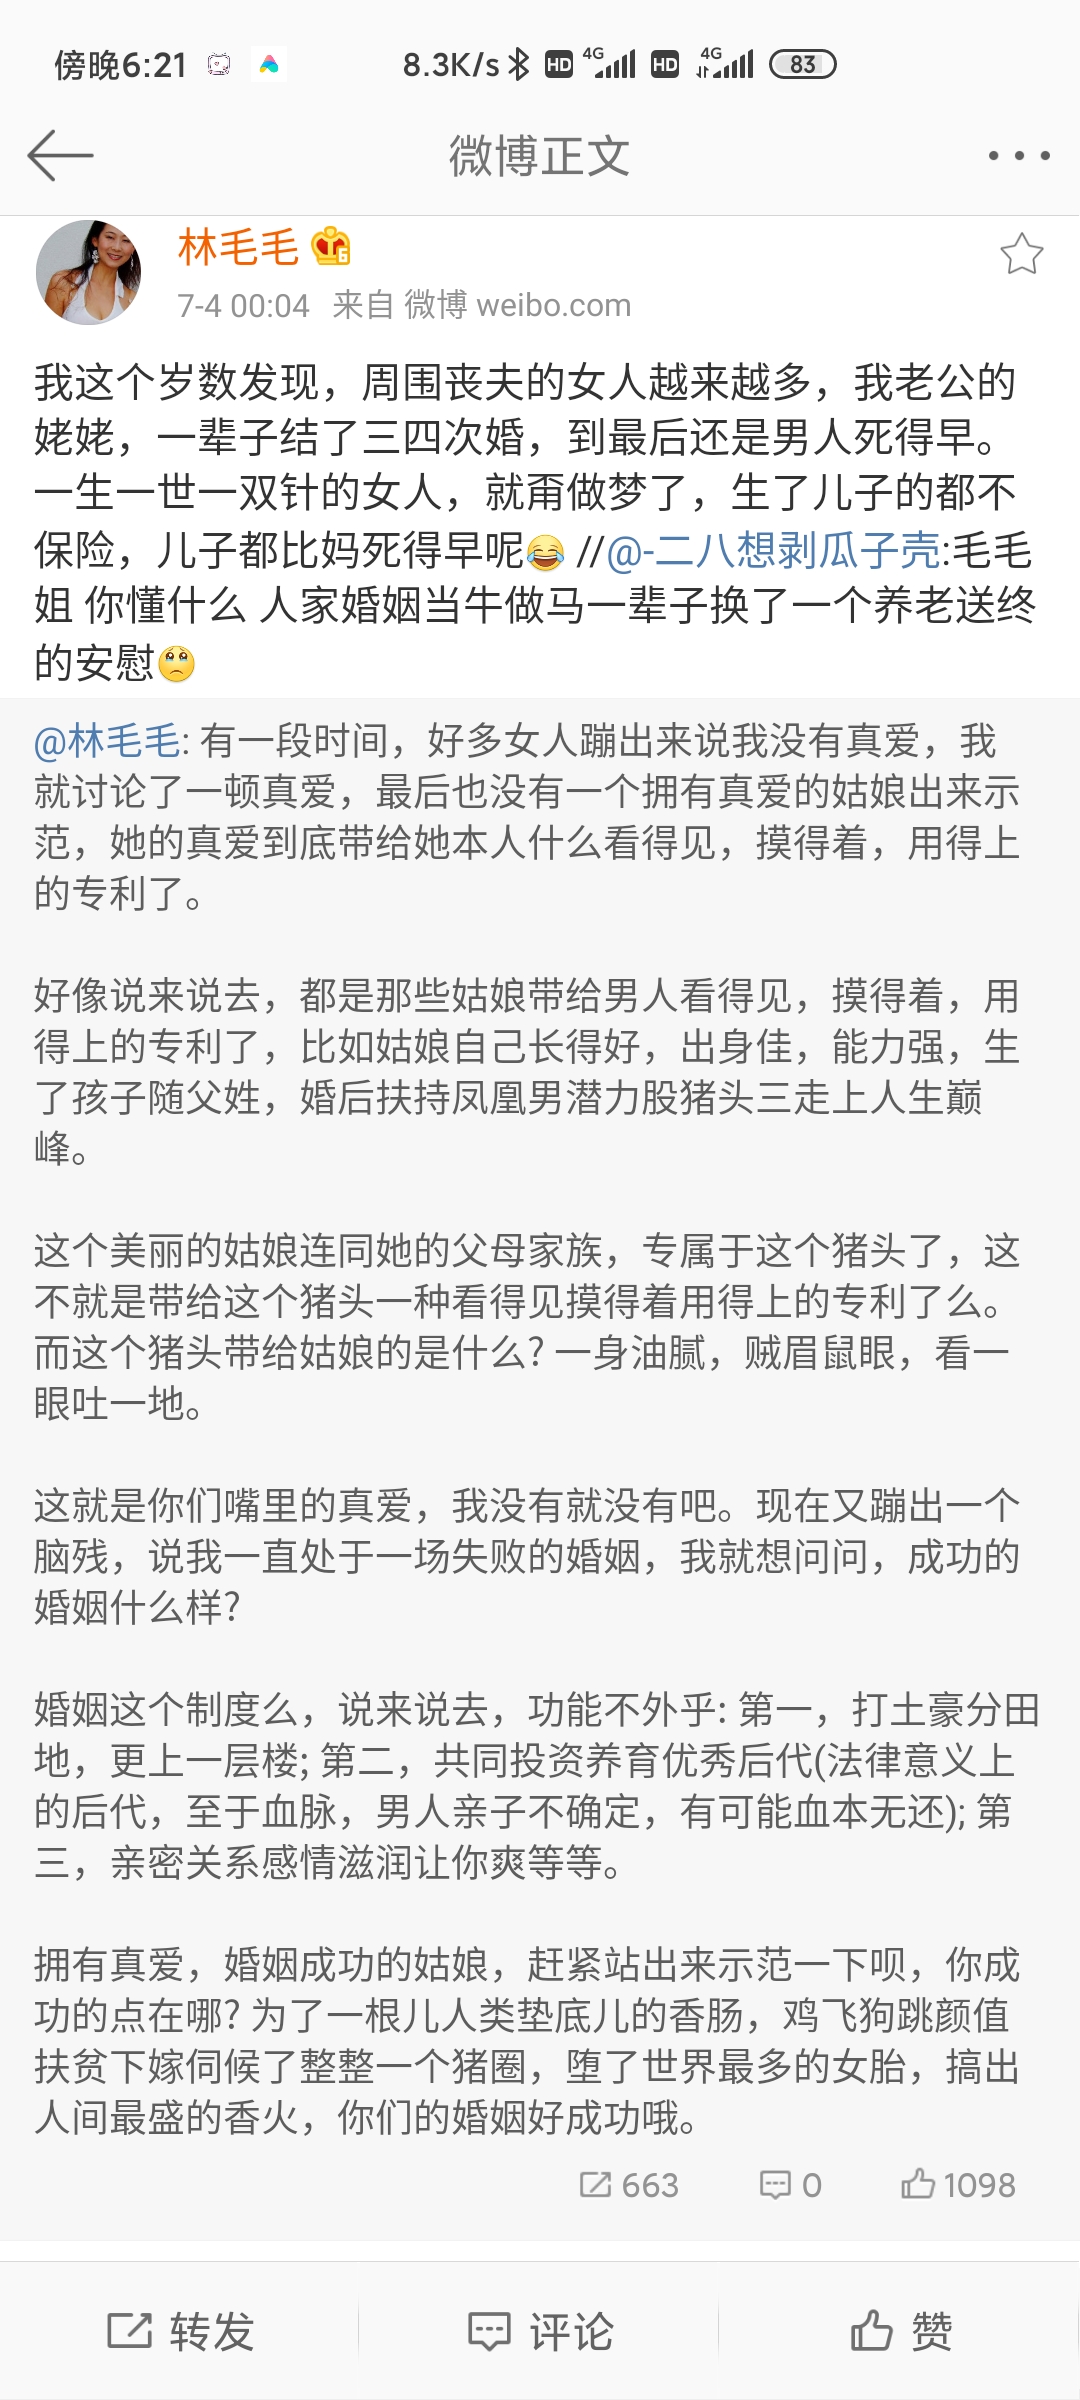 傍晚6:21 8.3K/s HD 4G HD 4G 83
微博正文
林毛毛 6
7-4 00:04 来自 微博 weibo.com
我这个岁数发现，周围丧夫的女人越来越多，我老公的
姥姥，一辈子结了三四次婚，到最后还是男人死得早。
一生一世一双针的女人，就甭做梦了，生了儿子的都不
保险，儿子都比妈死得早呢😂 //@-二八想剥瓜子壳:毛毛
姐 你懂什么 人家婚姻当牛做马一辈子换了一个养老送终
的安慰🥺
@林毛毛: 有一段时间，好多女人蹦出来说我没有真爱，我
就讨论了一顿真爱，最后也没有一个拥有真爱的姑娘出来示
范，她的真爱到底带给她本人什么看得见，摸得着，用得上
的专利了。
好像说来说去，都是那些姑娘带给男人看得见，摸得着，用
得上的专利了，比如姑娘自己长得好，出身佳，能力强，生
了孩子随父姓，婚后扶持凤凰男潜力股猪头三走上人生巅
峰。
这个美丽的姑娘连同她的父母家族，专属于这个猪头了，这
不就是带给这个猪头一种看得见摸得着用得上的专利了么。
而这个猪头带给姑娘的是什么? 一身油腻，贼眉鼠眼，看一
眼吐一地。
这就是你们嘴里的真爱，我没有就没有吧。现在又蹦出一个
脑残，说我一直处于一场失败的婚姻，我就想问问，成功的
婚姻什么样?
婚姻这个制度么，说来说去，功能不外乎: 第一，打土豪分田
地，更上一层楼; 第二，共同投资养育优秀后代(法律意义上
的后代，至于血脉，男人亲子不确定，有可能血本无还); 第
三，亲密关系感情滋润让你爽等等。
拥有真爱，婚姻成功的姑娘，赶紧站出来示范一下呗，你成
功的点在哪? 为了一根儿人类垫底儿的香肠，鸡飞狗跳颜值
扶贫下嫁伺候了整整一个猪圈，堕了世界最多的女胎，搞出
人间最盛的香火，你们的婚姻好成功哦。
663 0 1098
转发 评论 赞